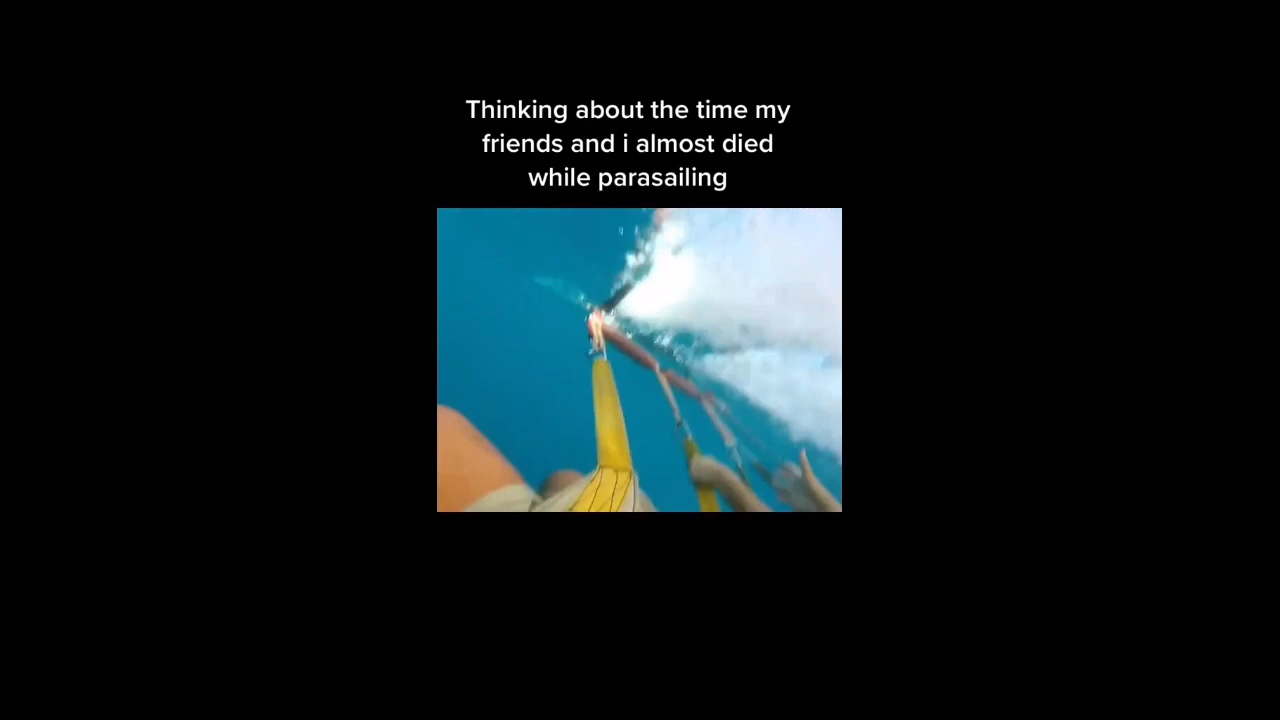 Thinking about the time my
friends and i almost died
while parasailing